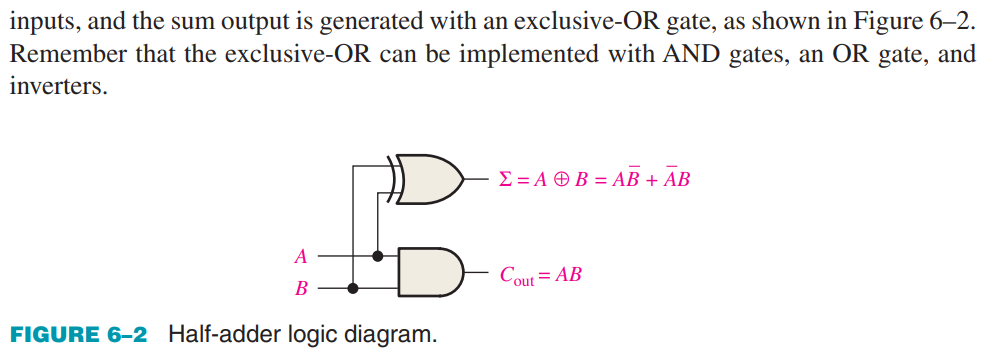 inputs, and the sum output is generated with an exclusive-OR gate, as shown in Figure 6–2.
Remember that the exclusive-OR can be implemented with AND gates, an OR gate, and
inverters.
Σ = A ⊕ B = AB̅ + A̅B
A
B
Cout = AB
FIGURE 6–2 Half-adder logic diagram.